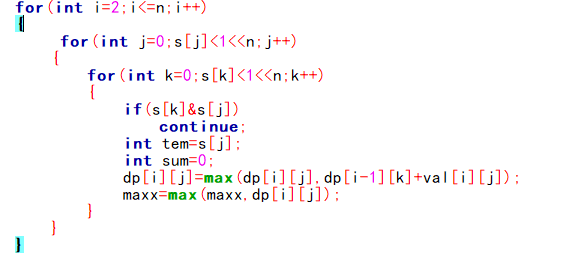 for(int i=2;i<=n;i++)
{
for(int j=0;s[j]<1<<n;j++)
{
for(int k=0;s[k]<1<<n;k++)
{
if(s[k]&s[j])
continue;
int tem=s[j];
int sum=0;
dp[i][j]=max(dp[i][j],dp[i-1][k]+val[i][j]);
maxx=max(maxx,dp[i][j]);
}
}
}